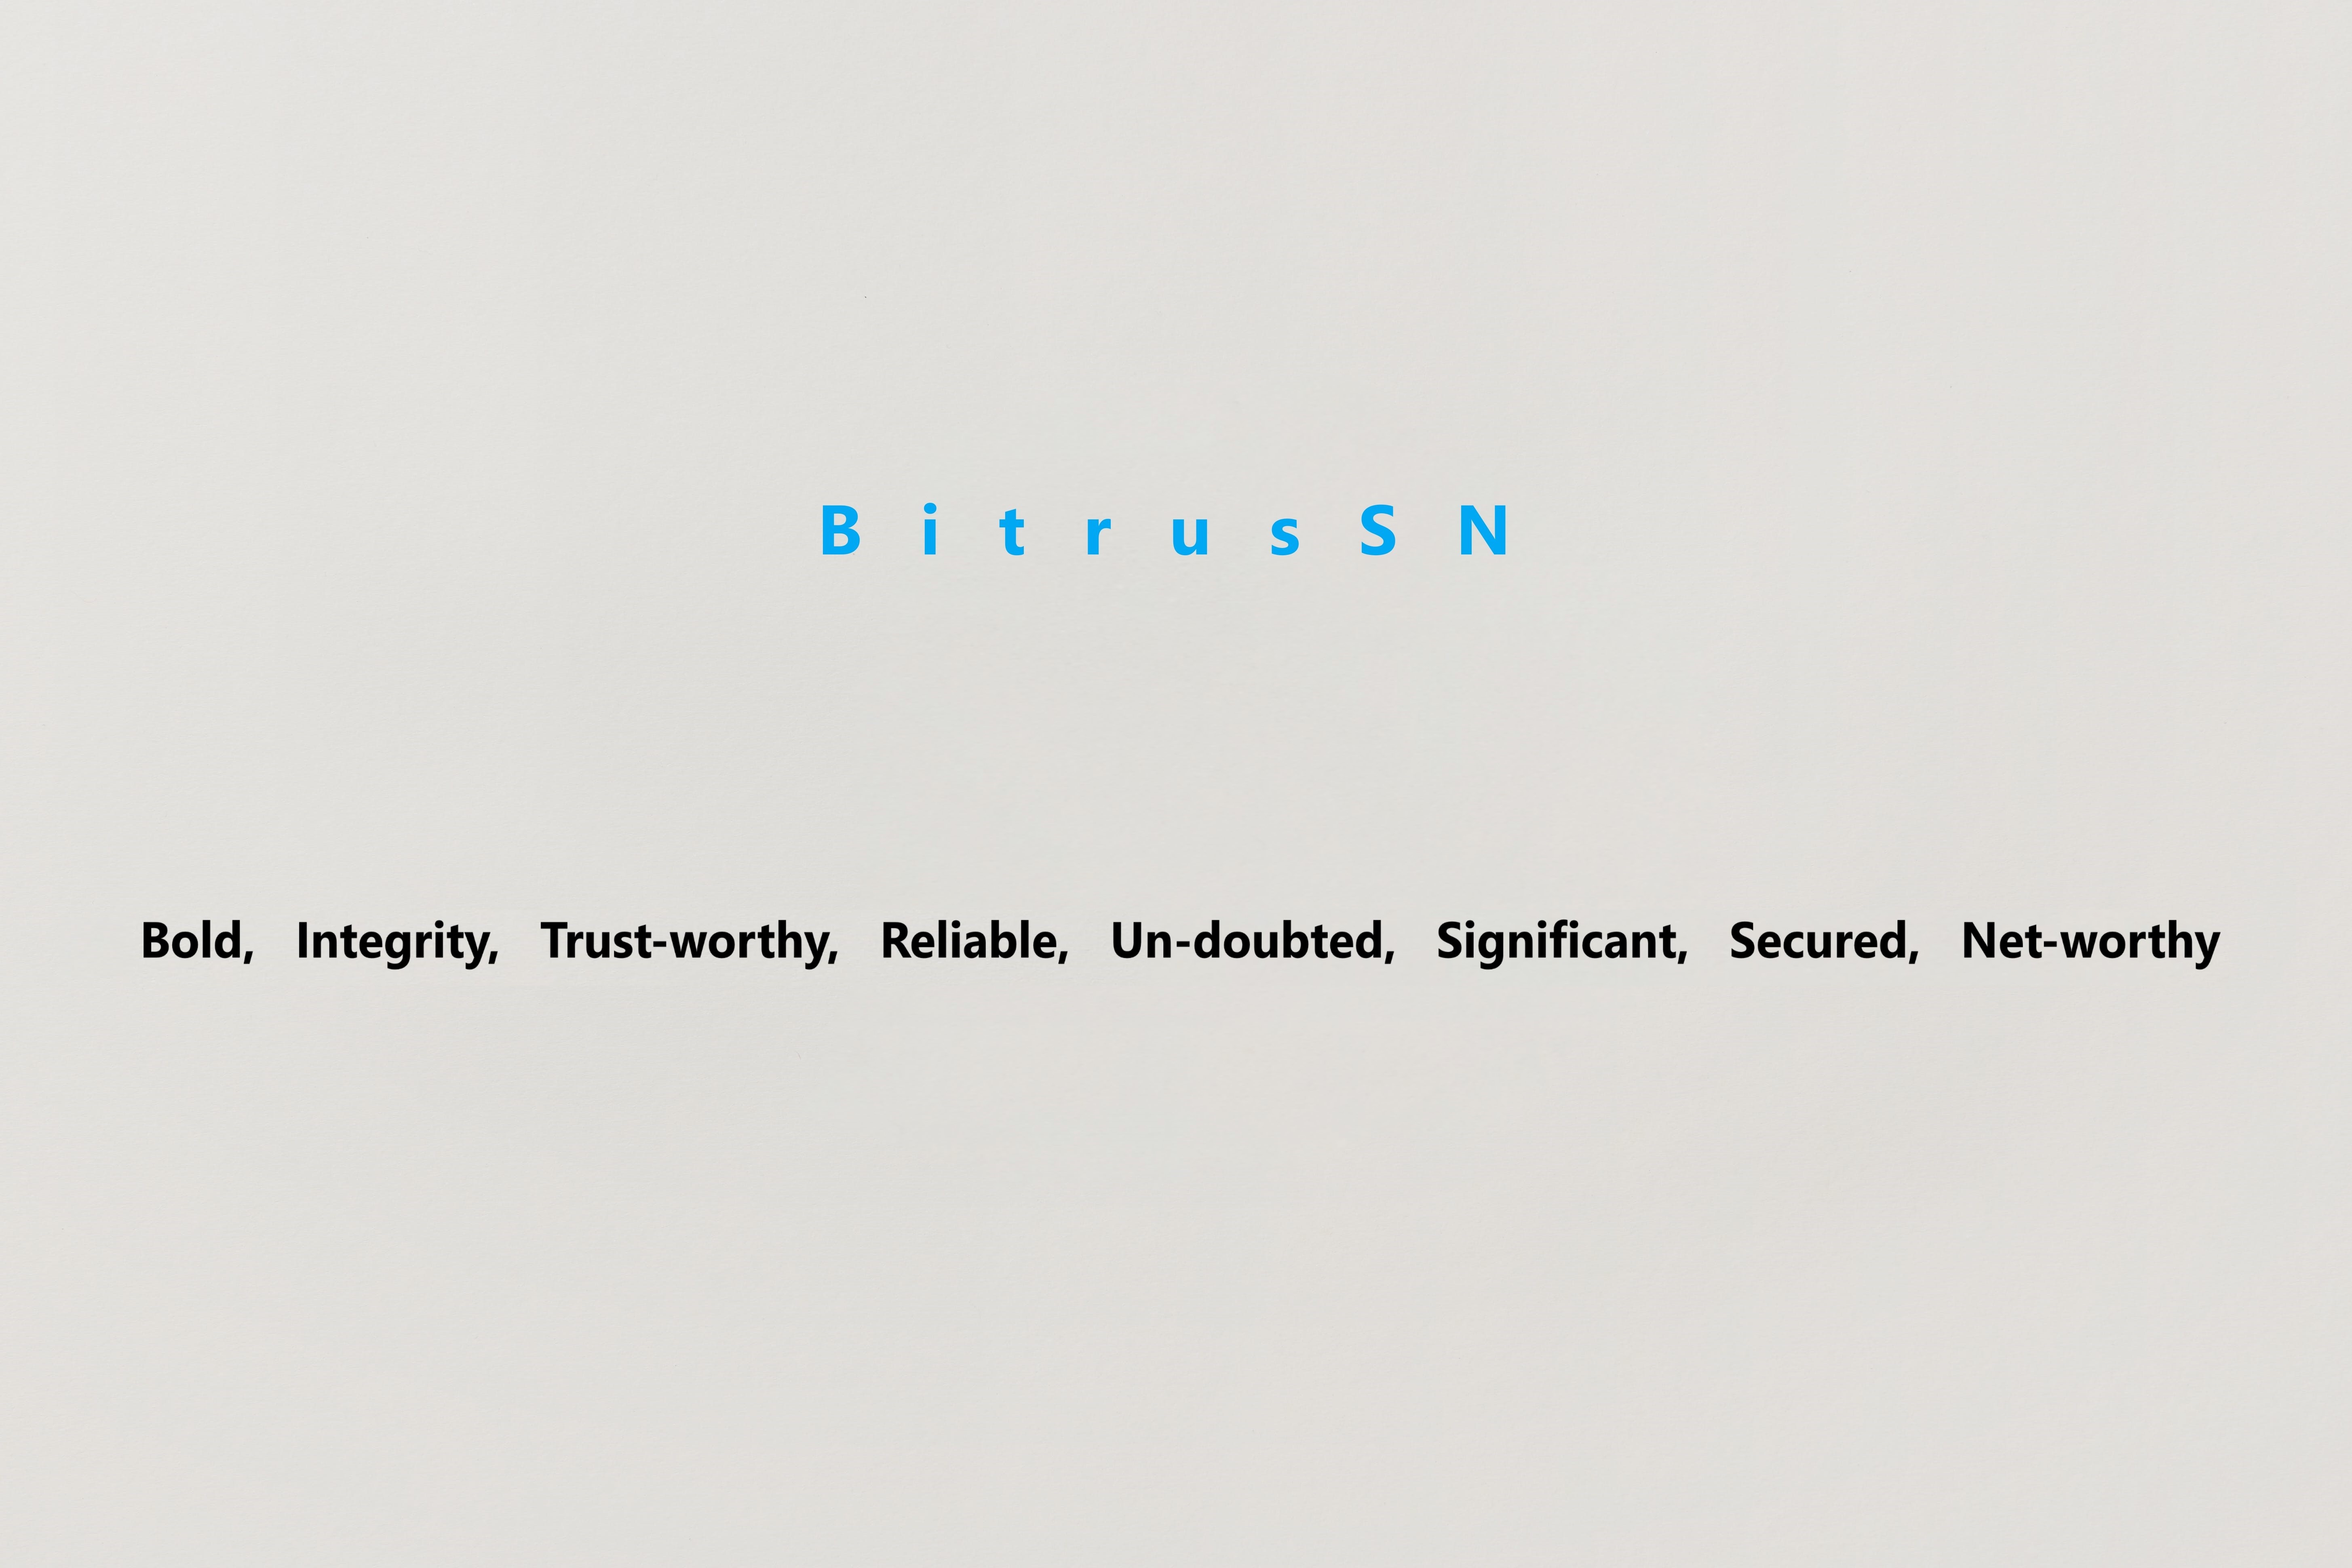 B i t r u s S N
Bold, Integrity, Trust-worthy, Reliable, Un-doubted, Significant, Secured, Net-worthy